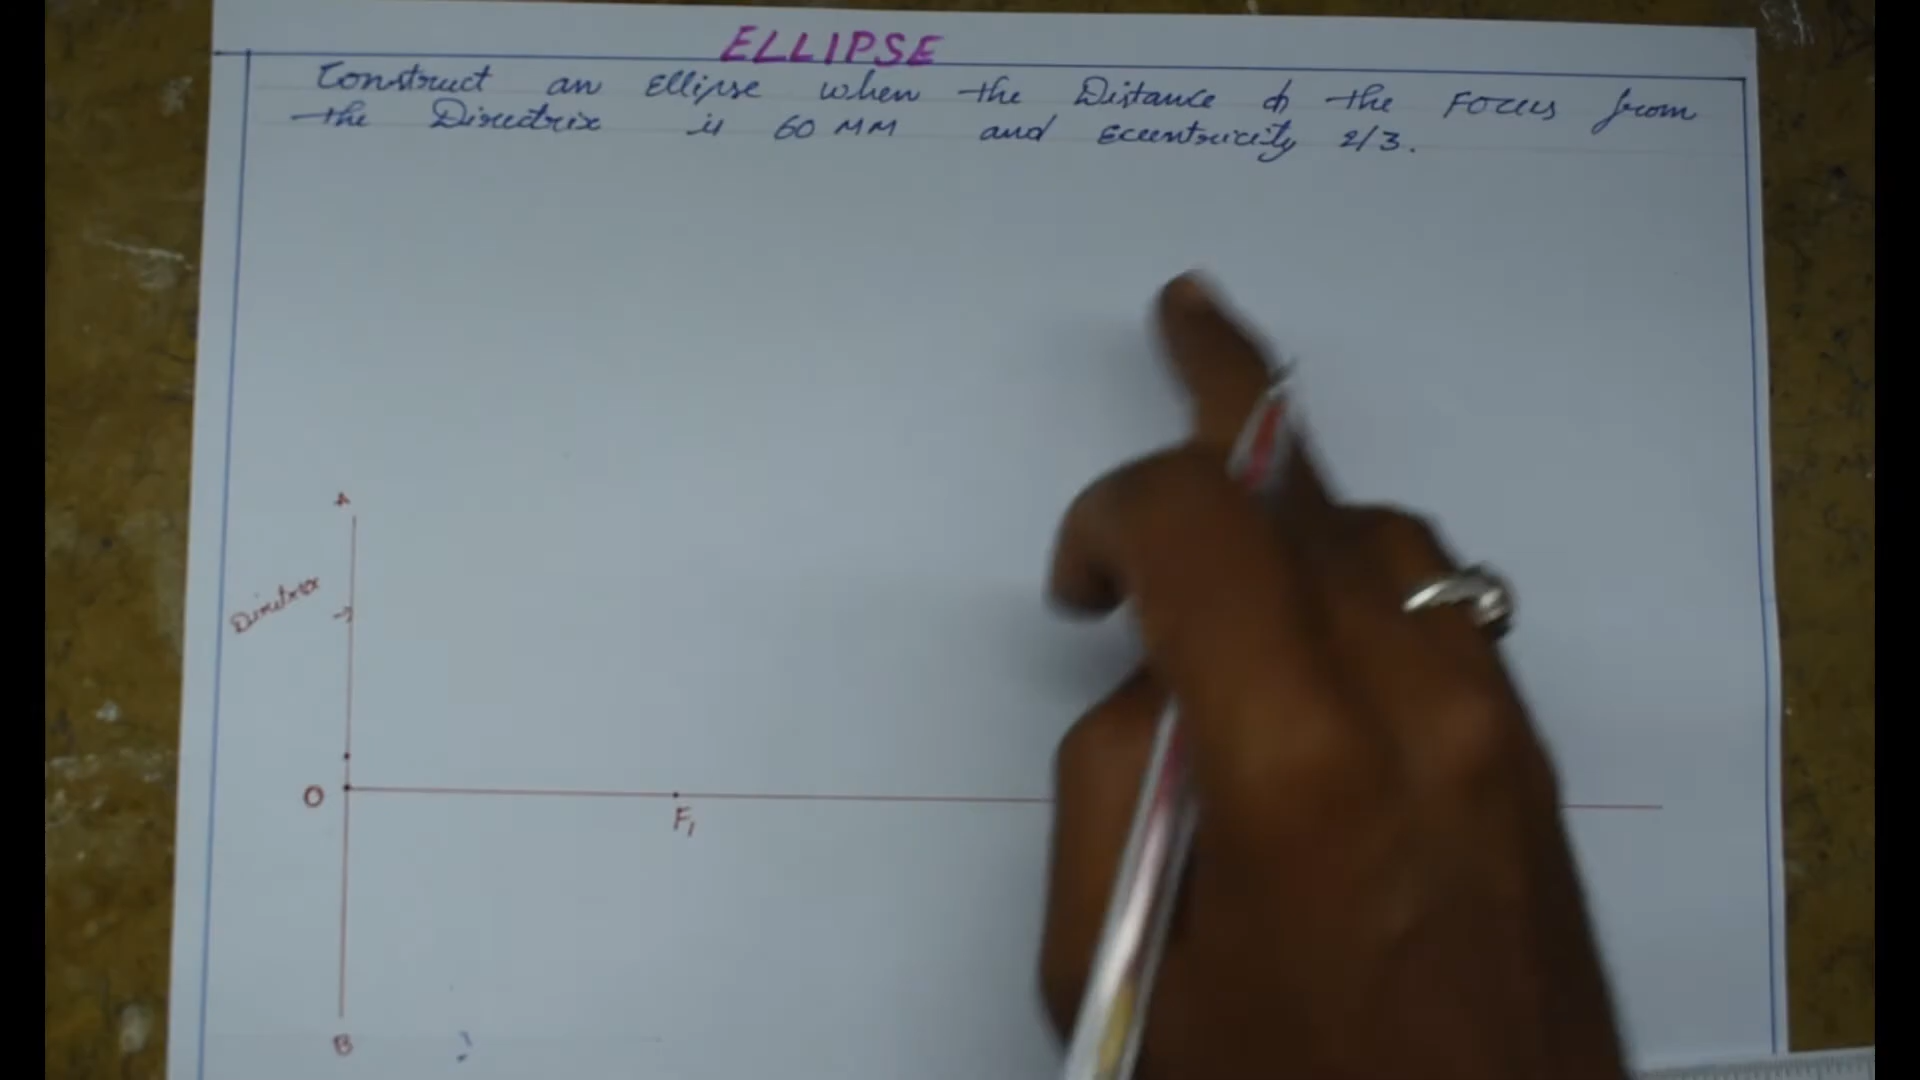 ELLIPSE
Construct an Ellipse when the Distance of the Focus from
the Directrix is 60 MM and Eccentricity 2/3.
A
Directrix
O
F1
B